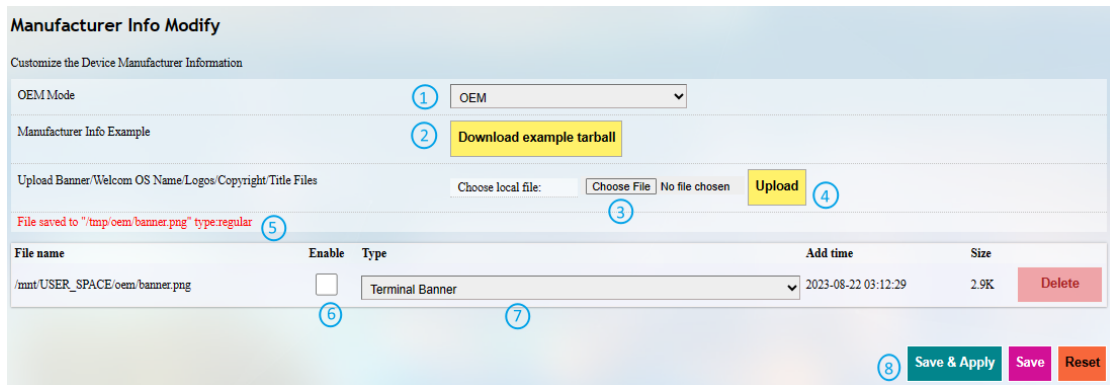 Manufacturer Info Modify
Customize the Device Manufacturer Information
OEM Mode 1 OEM
Manufacturer Info Example 2 Download example tarball
Upload Banner/Welcom OS Name/Logos/Copyright/Title Files Choose local file: Choose File No file chosen Upload 4
3
File saved to "/tmp/oem/banner.png" type:regular 5
File name Enable Type Add time Size
/mnt/USER_SPACE/oem/banner.png Terminal Banner 2023-08-22 03:12:29 2.9K Delete
6 7
8 Save & Apply Save Reset